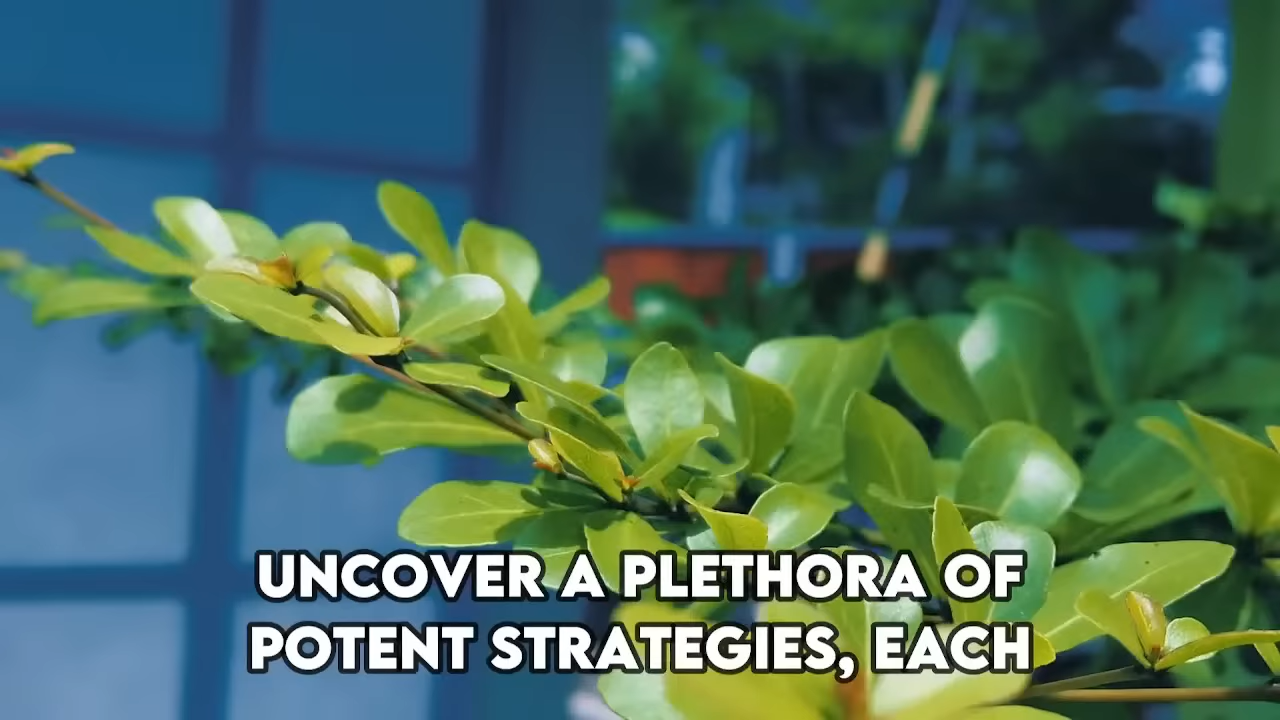 UNCOVER A PLETHORA OF
POTENT STRATEGIES, EACH